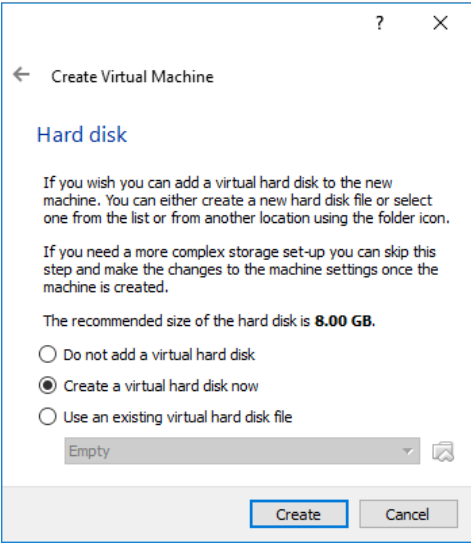 ?
Create Virtual Machine
Hard disk
If you wish you can add a virtual hard disk to the new
machine. You can either create a new hard disk file or select
one from the list or from another location using the folder icon.
If you need a more complex storage set-up you can skip this
step and make the changes to the machine settings once the
machine is created.
The recommended size of the hard disk is 8.00 GB.
Do not add a virtual hard disk
Create a virtual hard disk now
Use an existing virtual hard disk file
Empty
Create
Cancel